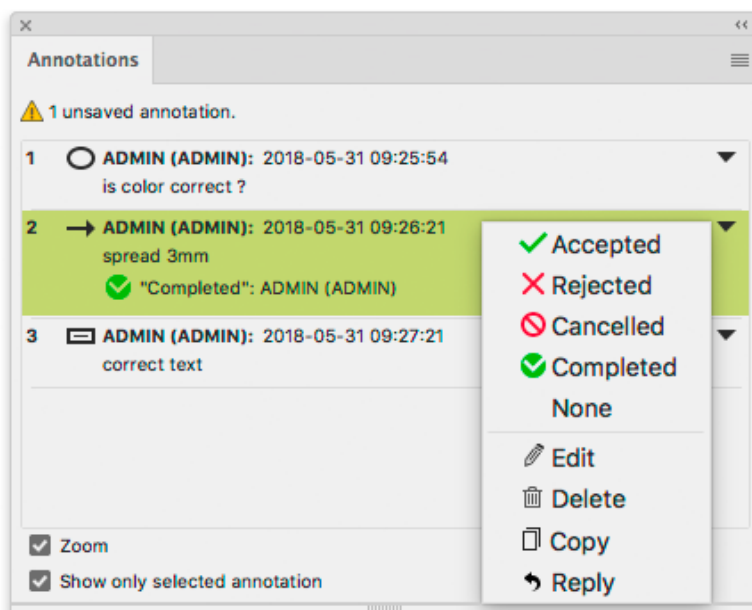 Annotations
1 unsaved annotation.
1 ADMIN (ADMIN): 2018-05-31 09:25:54
is color correct ?
2 ADMIN (ADMIN): 2018-05-31 09:26:21
spread 3mm
"Completed": ADMIN (ADMIN)
3 ADMIN (ADMIN): 2018-05-31 09:27:21
correct text
Accepted
Rejected
Cancelled
Completed
None
Edit
Delete
Copy
Reply
Zoom
Show only selected annotation